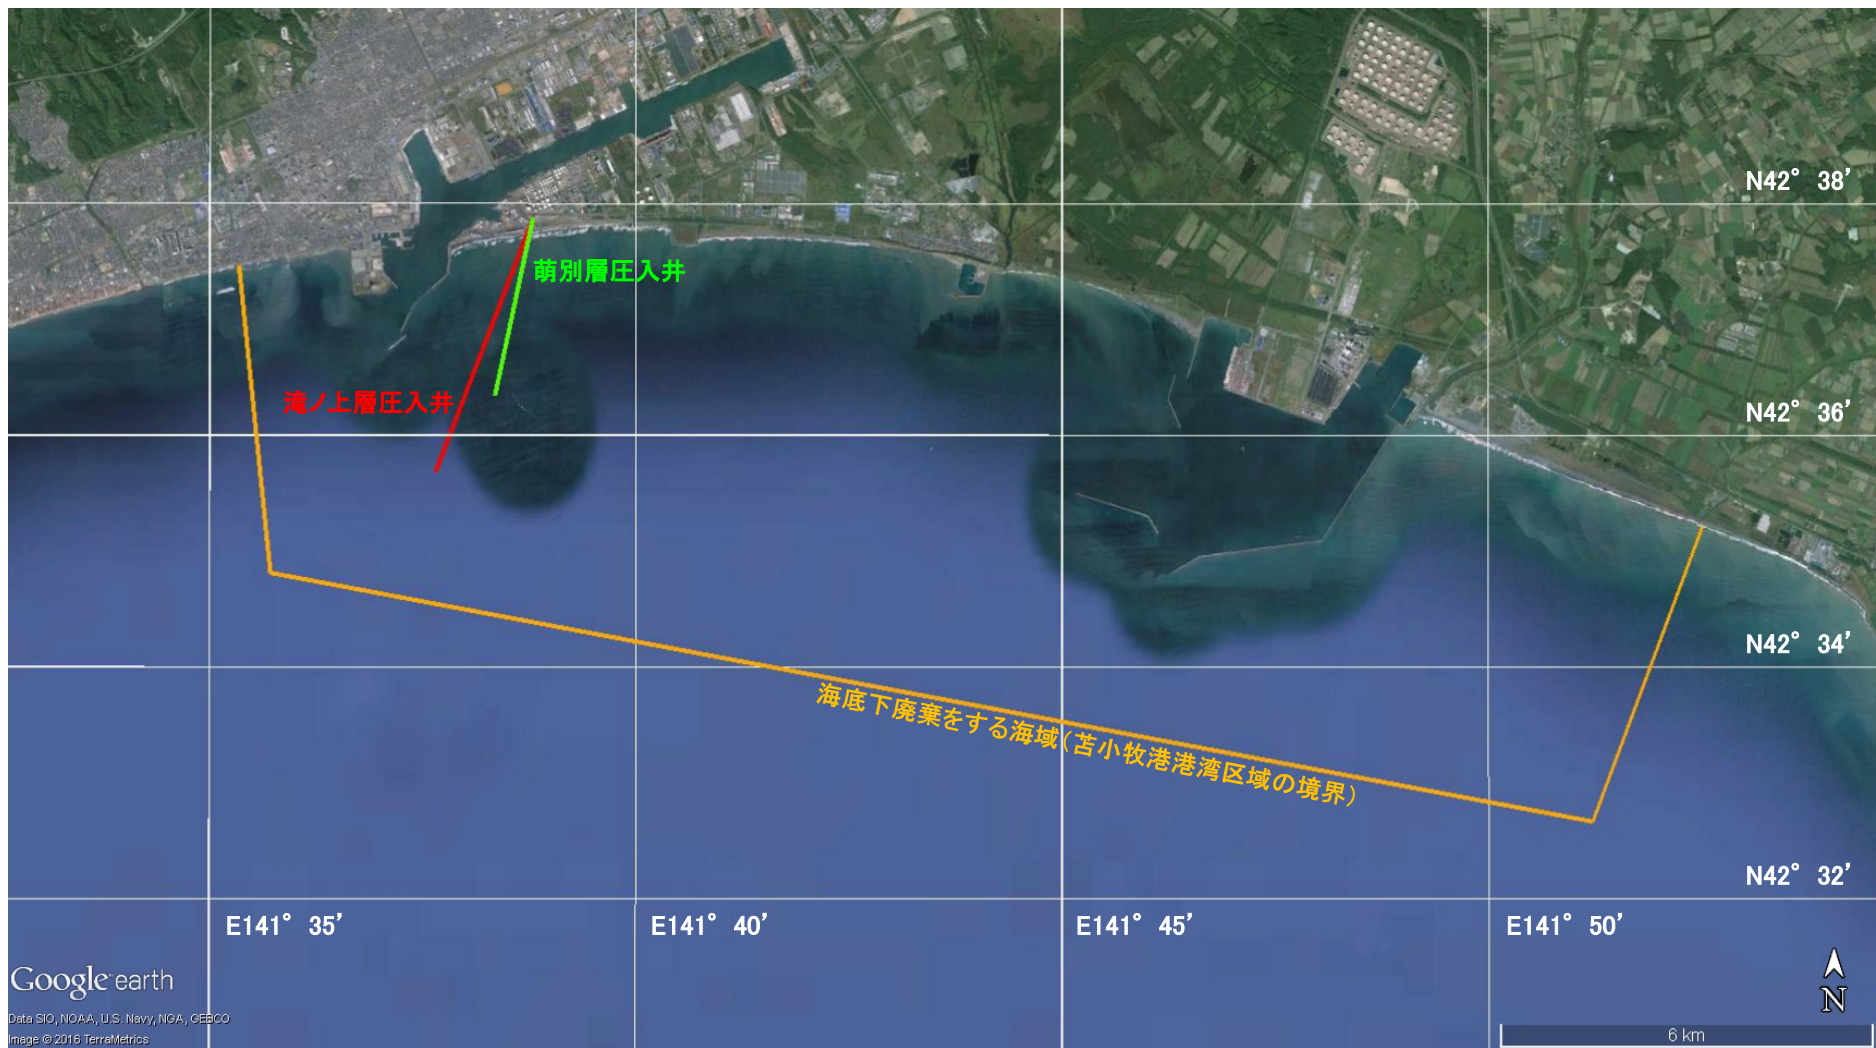 N42° 38’
萌別層圧入井
滝ノ上層圧入井
N42° 36’
N42° 34’
海底下廃棄をする海域（苫小牧港港湾区域の境界）
N42° 32’
E141° 35’
E141° 40’
E141° 45’
E141° 50’
Google earth
N
Data SIO, NOAA, U.S. Navy, NGA, GEBCO
Image © 2016 TerraMetrics
6 km